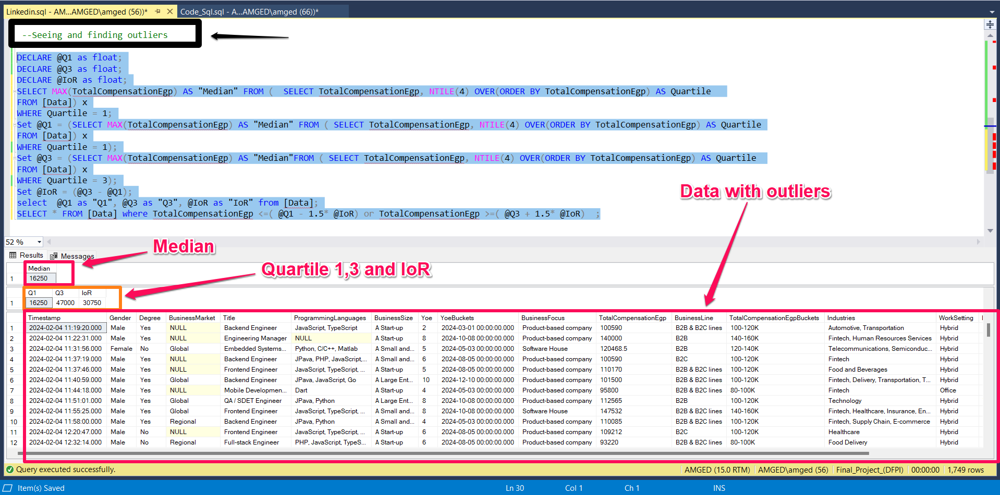 Linkedin.sql - AM...AMGED\amged (56))*
Code_Sql.sql - A...AMGED\amged (66))*
--Seeing and finding outliers
DECLARE @Q1 as float;
DECLARE @Q3 as float;
DECLARE @IoR as float;
SELECT MAX(TotalCompensationEgp) AS "Median" FROM (  SELECT TotalCompensationEgp, NTILE(4) OVER(ORDER BY TotalCompensationEgp) AS Quartile
FROM [Data]) x
WHERE Quartile = 1;
Set @Q1 = (SELECT MAX(TotalCompensationEgp) AS "Median" FROM ( SELECT TotalCompensationEgp, NTILE(4) OVER(ORDER BY TotalCompensationEgp) AS Quartile
FROM [Data]) x
WHERE Quartile = 1);
Set @Q3 = (SELECT MAX(TotalCompensationEgp) AS "Median"FROM ( SELECT TotalCompensationEgp, NTILE(4) OVER(ORDER BY TotalCompensationEgp) AS Quartile
FROM [Data]) x
WHERE Quartile = 3);
Set @IoR = (@Q3 - @Q1);
select  @Q1 as "Q1", @Q3 as "Q3", @IoR as "IoR" from [Data];
SELECT * FROM [Data] where TotalCompensationEgp <=( @Q1 - 1.5* @IoR) or TotalCompensationEgp >=( @Q3 + 1.5* @IoR)  ;
Data with outliers
52 %
Median
Results Messages
Quartile 1,3 and IoR
Median
1 16250
Q1 Q3 IoR
1 16250 47000 30750
Timestamp Gender Degree BusinessMarket Title ProgrammingLanguages BusinessSize Yoe YoeBuckets BusinessFocus TotalCompensationEgp BusinessLine TotalCompensationEgpBuckets Industries WorkSetting
1 2024-02-04 11:19:20.000 Male Yes NULL Backend Engineer JavaScript, TypeScript A Start-up 2 2024-03-01 00:00:00.000 Product-based company 100590 B2B & B2C lines 100-120K Automotive, Transportation Hybrid
2 2024-02-04 11:22:31.000 Male Yes NULL Engineering Manager NULL A Start-up 8 2024-10-08 00:00:00.000 Product-based company 140000 B2B 140-160K Fintech, Human Resources Services Hybrid
3 2024-02-04 11:31:56.000 Female No Global Embedded Systems... Python, C/C++, Matlab A Small and... 5 2024-05-03 00:00:00.000 Software House 120468.5 B2B 120-140K Telecommunications, Semiconduc... Hybrid
4 2024-02-04 11:37:19.000 Male Yes NULL Backend Engineer JPava, PHP, JavaScript,... A Small and... 6 2024-08-05 00:00:00.000 Product-based company 100590 B2C 100-120K Fintech Hybrid
5 2024-02-04 11:37:46.000 Male Yes NULL Frontend Engineer JavaScript, TypeScript, ... A Start-up 5 2024-08-05 00:00:00.000 Product-based company 110170 B2B & B2C lines 100-120K Food and Beverages Hybrid
6 2024-02-04 11:40:59.000 Male Yes Global Backend Engineer JPava, JavaScript, Go A Large Ent... 10 2024-12-10 00:00:00.000 Product-based company 101500 B2B & B2C lines 100-120K Fintech, Delivery, Transportation, T... Hybrid
7 2024-02-04 11:44:18.000 Male Yes NULL Mobile Developmen... Dart A Start-up 4 2024-05-03 00:00:00.000 Product-based company 95800 B2B & B2C lines 80-100K Fintech Office
8 2024-02-04 11:51:01.000 Male Yes Global QA / SDET Engineer JPava, Python A Large Ent... 8 2024-10-08 00:00:00.000 Product-based company 112565 B2B 100-120K Technology Hybrid
9 2024-02-04 11:55:25.000 Male Yes Global Frontend Engineer JavaScript, TypeScript, ... A Small and... 8 2024-10-08 00:00:00.000 Software House 147532 B2B & B2C lines 140-160K Fintech, Healthcare, Insurance, En... Hybrid
10 2024-02-04 11:58:00.000 Male Yes Regional Backend Engineer JPava, Python A Small and... 4 2024-05-03 00:00:00.000 Product-based company 110085 B2B & B2C lines 100-120K Fintech, Supply Chain, E-commerce Hybrid
11 2024-02-04 12:20:47.000 Male No NULL Frontend Engineer JavaScript, TypeScript, ... A Start-up 6 2024-08-05 00:00:00.000 Product-based company 109212 B2C 100-120K Healthcare Hybrid
12 2024-02-04 12:32:14.000 Male No Regional Full-stack Engineer PHP, JavaScript, TypeS... A Start-up 6 2024-08-05 00:00:00.000 Product-based company 93220 B2B & B2C lines 80-100K Food Delivery Hybrid
Query executed successfully. AMGED (15.0 RTM) AMGED\amged (56) Final_Project_(DFPI) 00:00:00 1,749 rows
Item(s) Saved Ln 30 Col 1 Ch 1 INS